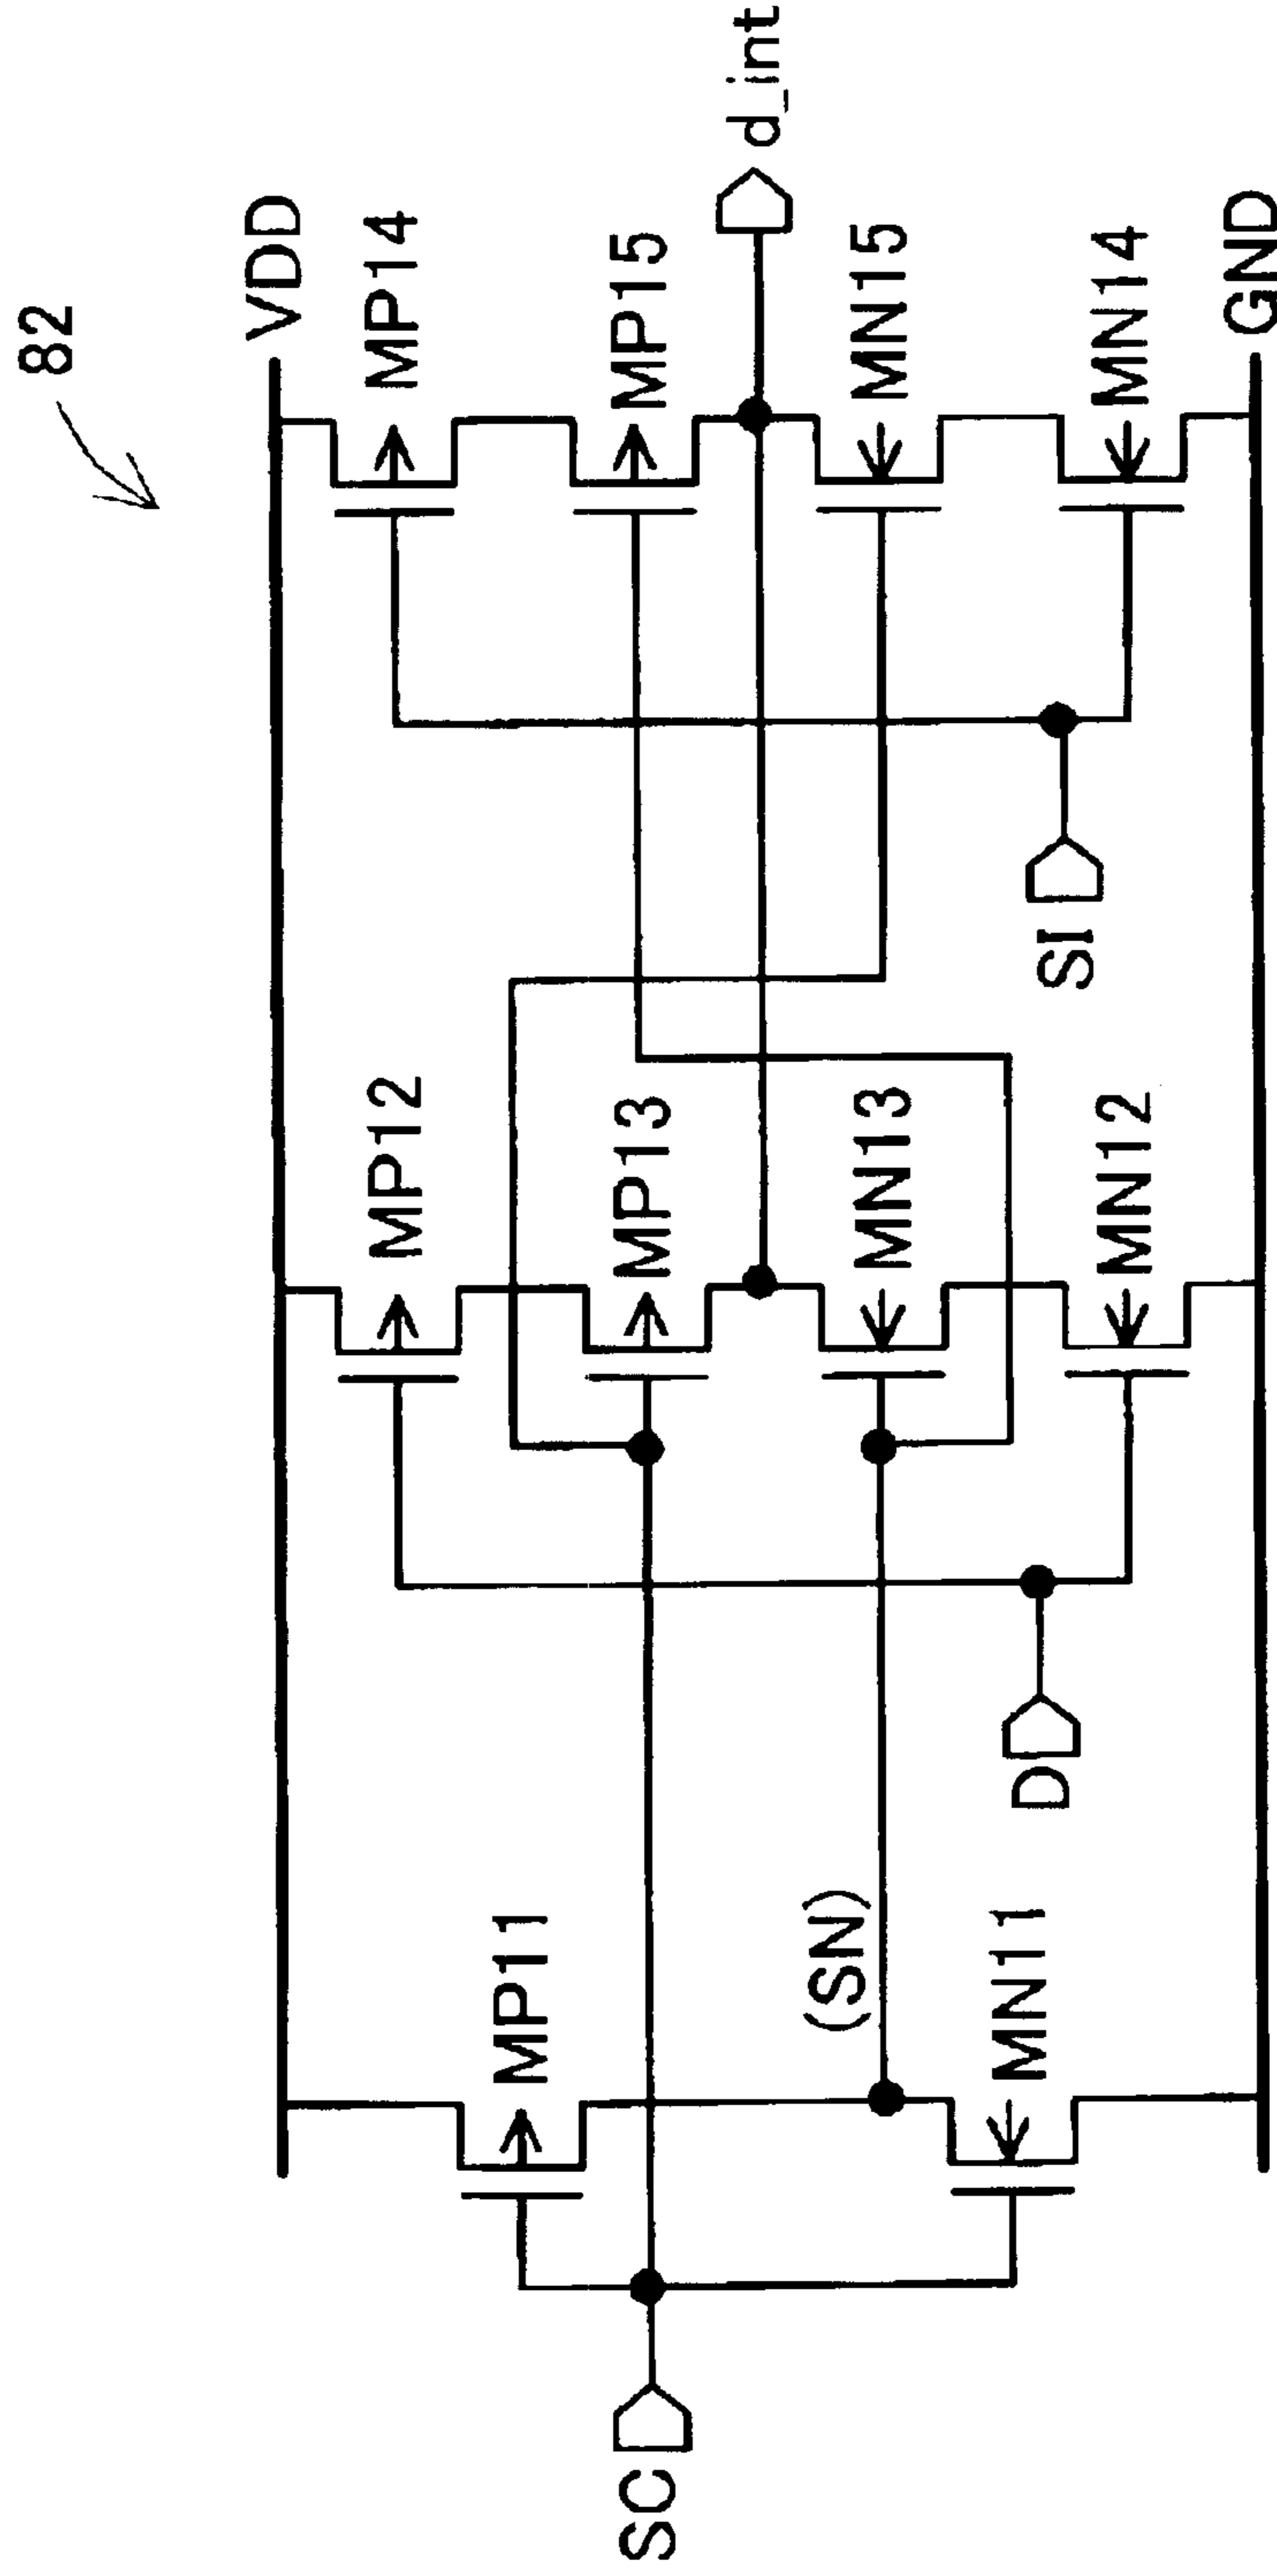 82
VDD
MP11
MP12
MP14
MP13
MP15
d_int
SC
(SN)
MN13
MN15
MN11
D
MN12
SI
MN14
GND